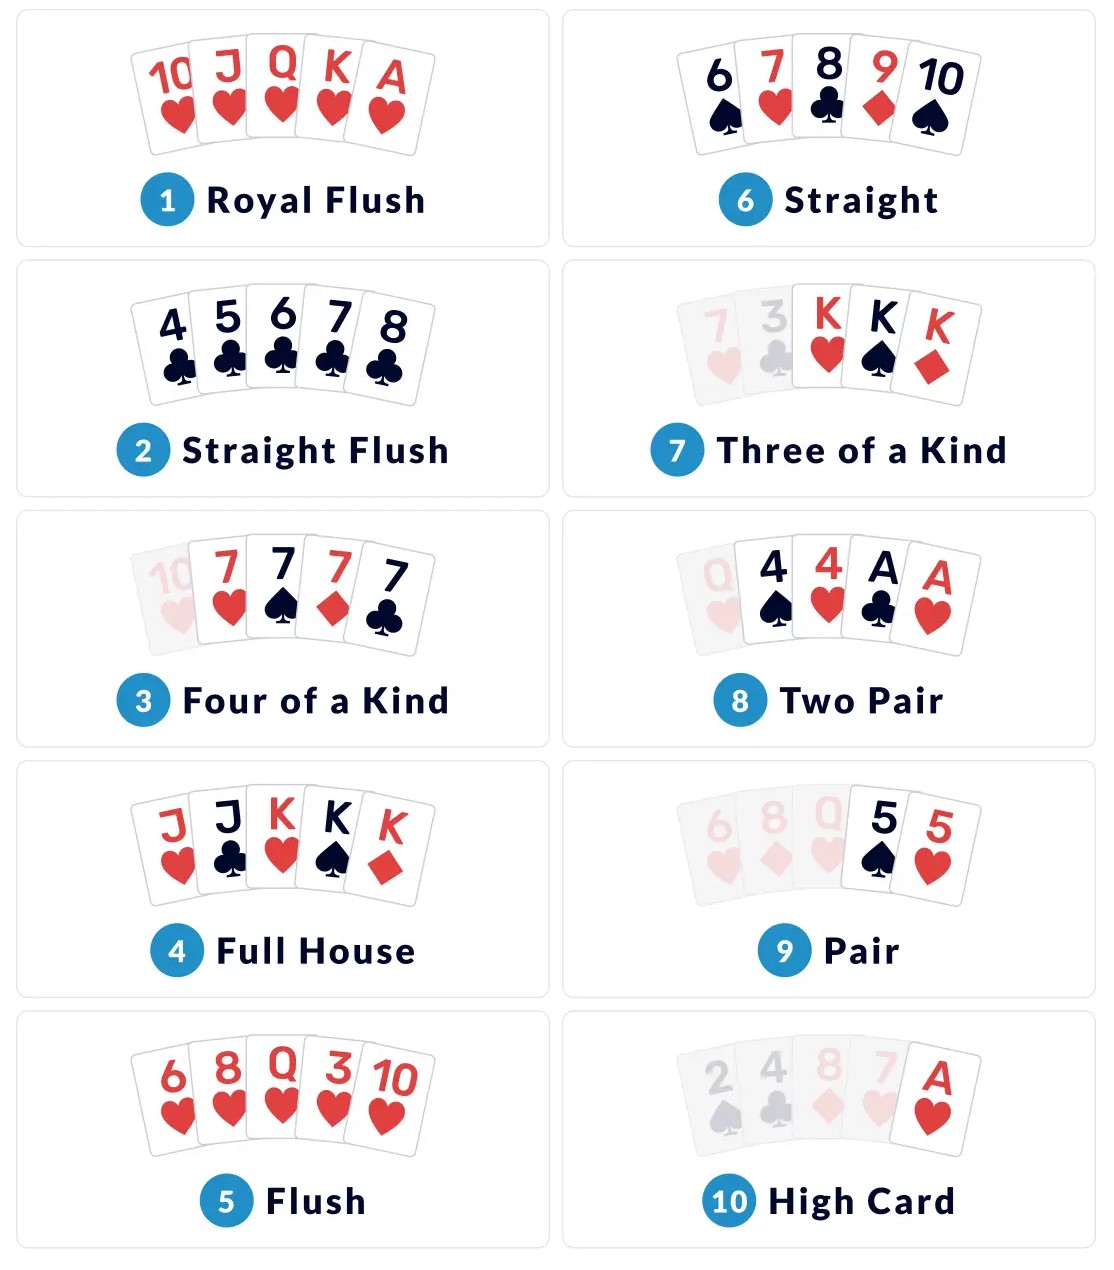 10 J Q K A
1 Royal Flush
4 5 6 7 8
2 Straight Flush
10 7 7 7 7
3 Four of a Kind
J J K K K
4 Full House
6 8 Q 3 10
5 Flush
6 7 8 9 10
6 Straight
7 3 K K K
7 Three of a Kind
Q 4 4 A A
8 Two Pair
6 8 Q 5 5
9 Pair
2 4 8 7 A
10 High Card